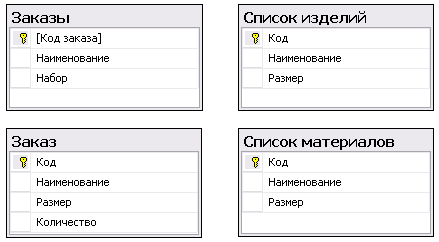 Заказы
[Код заказа]
Наименование
Набор
Список изделий
Код
Наименование
Размер
Заказ
Код
Наименование
Размер
Количество
Список материалов
Код
Наименование
Размер